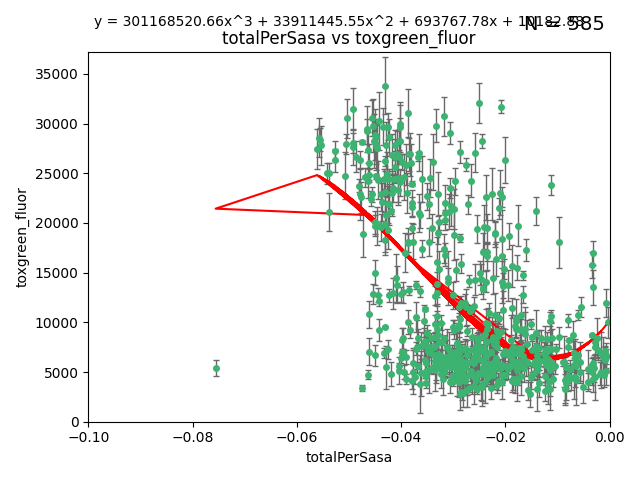 y = 301168520.66x^3 + 33911445.55x^2 + 693767.78x +
N = 585
totalPerSasa vs toxgreen_fluor
35000
30000
25000
20000
15000
10000
5000
0
toxgreen_fluor
−0.10
−0.08
−0.06
−0.04
−0.02
0.00
totalPerSasa